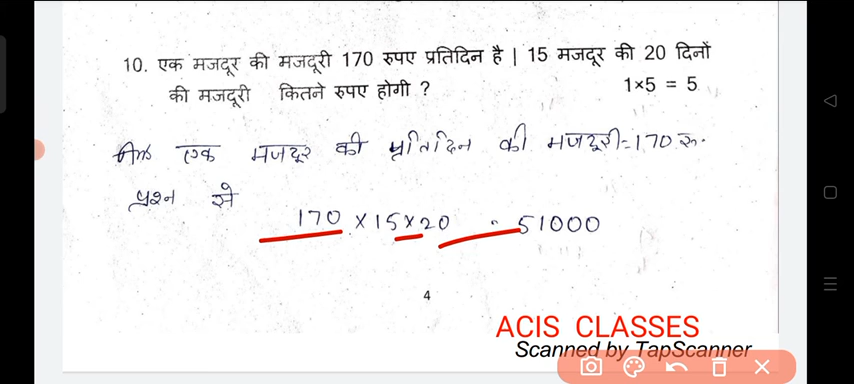 10. एक मजदूर की मजदूरी 170 रुपए प्रतिदिन है | 15 मजदूर की 20 दिनों
की मजदूरी कितने रुपए होगी ? 1×5 = 5
एक मजदूर की प्रतिदिन की मजदूरी = 170 रु.
प्रश्न से
170 × 15 × 20 = 51000
4
ACIS CLASSES
Scanned by TapScanner